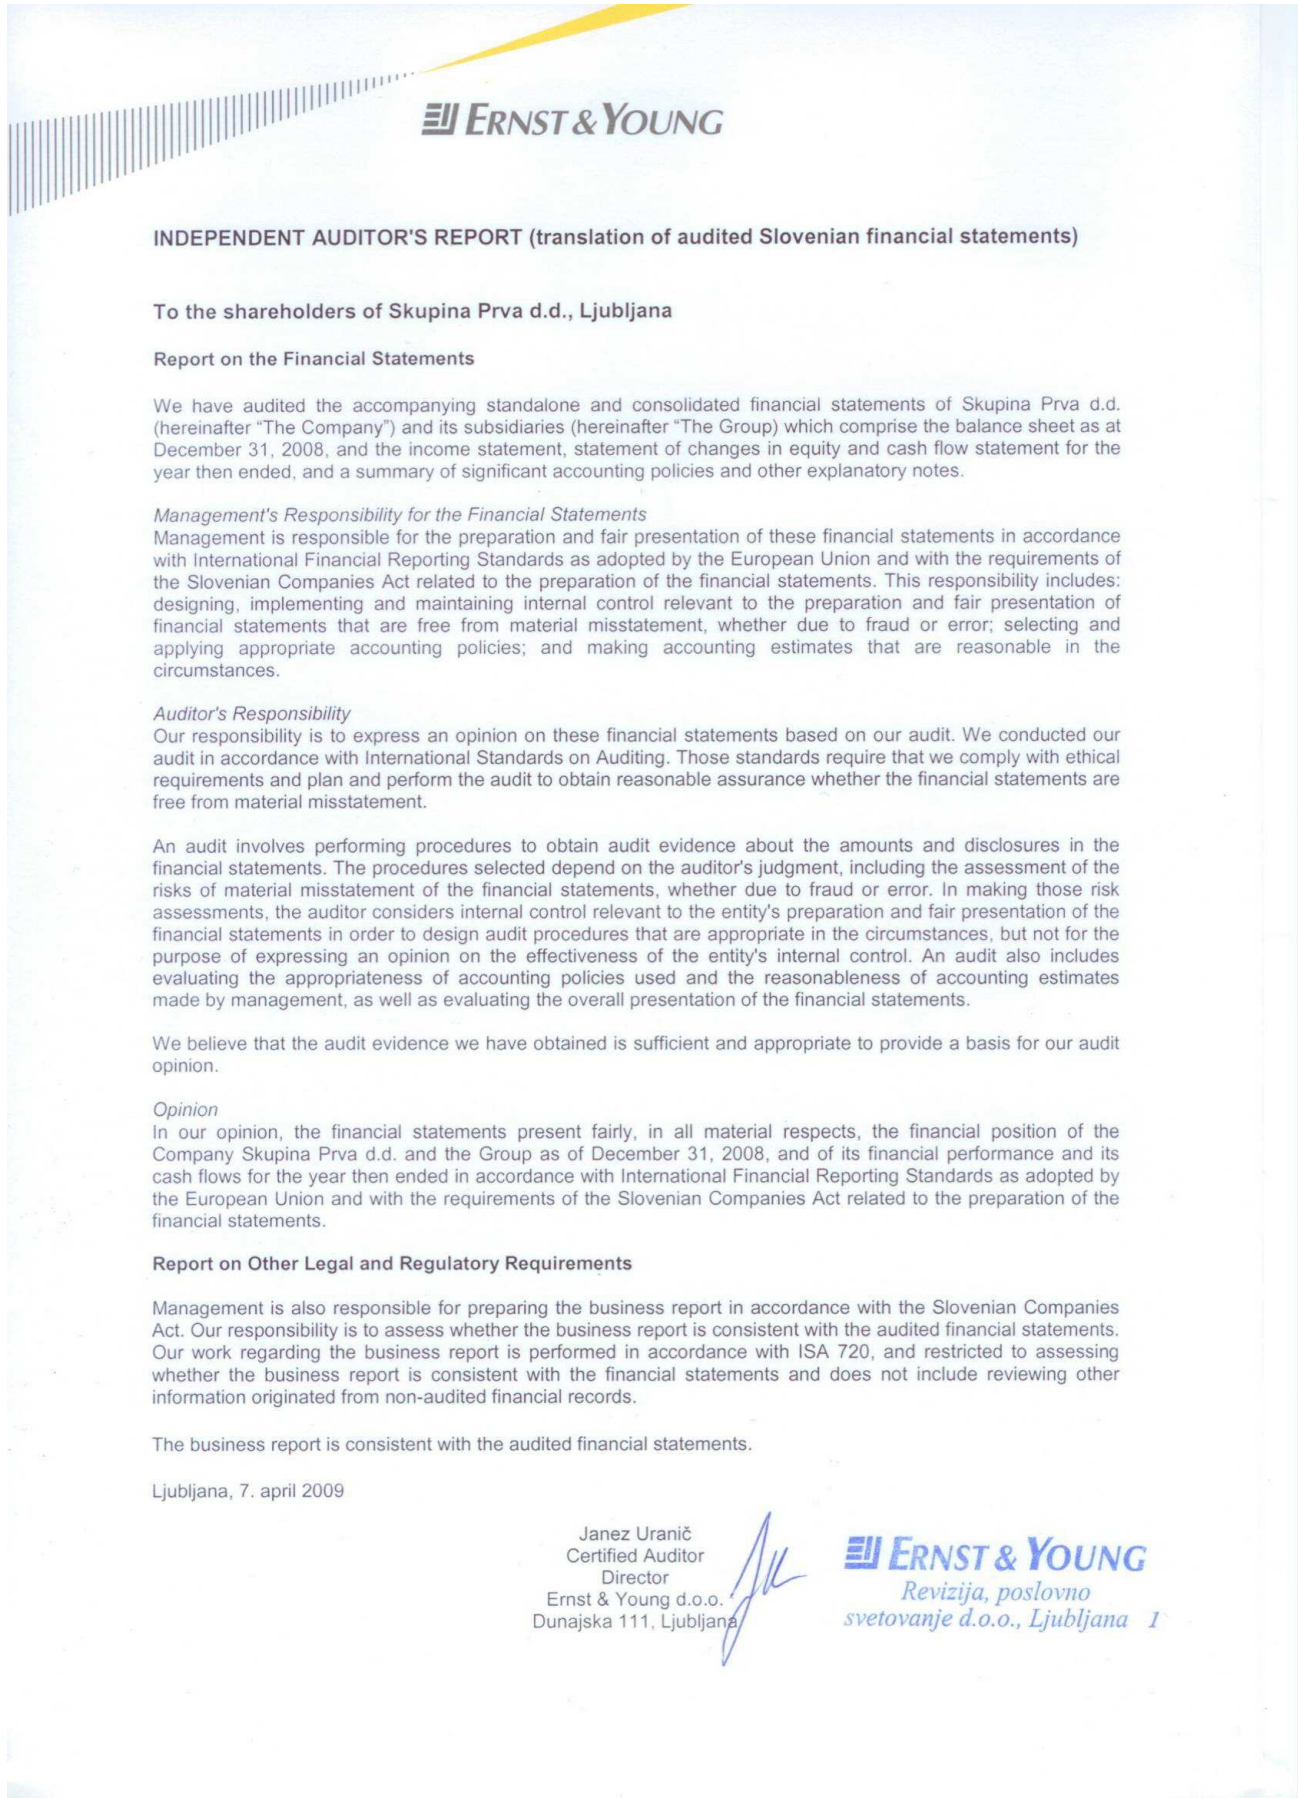 ERNST & YOUNG
INDEPENDENT AUDITOR'S REPORT (translation of audited Slovenian financial statements)
To the shareholders of Skupina Prva d.d., Ljubljana
Report on the Financial Statements
We have audited the accompanying standalone and consolidated financial statements of Skupina Prva d.d.
(hereinafter “The Company”) and its subsidiaries (hereinafter “The Group) which comprise the balance sheet as at
December 31, 2008, and the income statement, statement of changes in equity and cash flow statement for the
year then ended, and a summary of significant accounting policies and other explanatory notes.
Management's Responsibility for the Financial Statements
Management is responsible for the preparation and fair presentation of these financial statements in accordance
with International Financial Reporting Standards as adopted by the European Union and with the requirements of
the Slovenian Companies Act related to the preparation of the financial statements. This responsibility includes:
designing, implementing and maintaining internal control relevant to the preparation and fair presentation of
financial statements that are free from material misstatement, whether due to fraud or error; selecting and
applying appropriate accounting policies; and making accounting estimates that are reasonable in the
circumstances.
Auditor's Responsibility
Our responsibility is to express an opinion on these financial statements based on our audit. We conducted our
audit in accordance with International Standards on Auditing. Those standards require that we comply with ethical
requirements and plan and perform the audit to obtain reasonable assurance whether the financial statements are
free from material misstatement.
An audit involves performing procedures to obtain audit evidence about the amounts and disclosures in the
financial statements. The procedures selected depend on the auditor's judgment, including the assessment of the
risks of material misstatement of the financial statements, whether due to fraud or error. In making those risk
assessments, the auditor considers internal control relevant to the entity's preparation and fair presentation of the
financial statements in order to design audit procedures that are appropriate in the circumstances, but not for the
purpose of expressing an opinion on the effectiveness of the entity's internal control. An audit also includes
evaluating the appropriateness of accounting policies used and the reasonableness of accounting estimates
made by management, as well as evaluating the overall presentation of the financial statements.
We believe that the audit evidence we have obtained is sufficient and appropriate to provide a basis for our audit
opinion.
Opinion
In our opinion, the financial statements present fairly, in all material respects, the financial position of the
Company Skupina Prva d.d. and the Group as of December 31, 2008, and of its financial performance and its
cash flows for the year then ended in accordance with International Financial Reporting Standards as adopted by
the European Union and with the requirements of the Slovenian Companies Act related to the preparation of the
financial statements.
Report on Other Legal and Regulatory Requirements
Management is also responsible for preparing the business report in accordance with the Slovenian Companies
Act. Our responsibility is to assess whether the business report is consistent with the audited financial statements.
Our work regarding the business report is performed in accordance with ISA 720, and restricted to assessing
whether the business report is consistent with the financial statements and does not include reviewing other
information originated from non-audited financial records.
The business report is consistent with the audited financial statements.
Ljubljana, 7. april 2009
Janez Uranič
Certified Auditor
Director
Ernst & Young d.o.o.
Dunajska 111, Ljubljana
ERNST & YOUNG
Revizija, poslovno
svetovanje d.o.o., Ljubljana 1